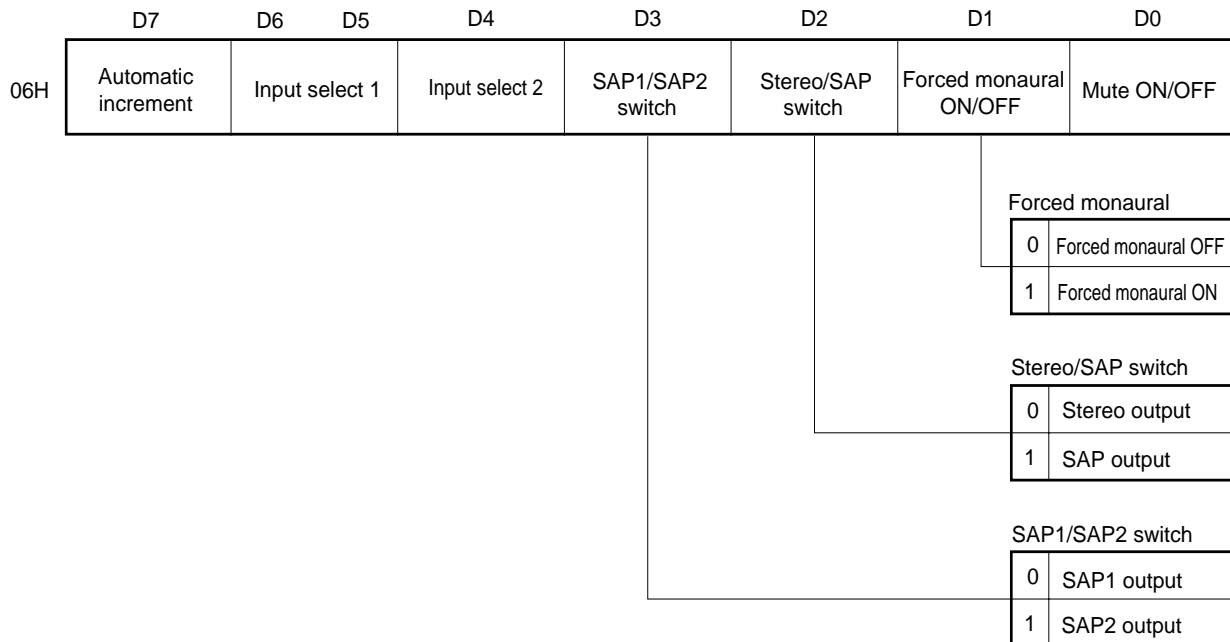 D7 D6 D5 D4 D3 D2 D1 D0
06H
Automatic
increment
Input select 1
Input select 2
SAP1/SAP2
switch
Stereo/SAP
switch
Forced monaural
ON/OFF
Mute ON/OFF
Forced monaural
0 Forced monaural OFF
1 Forced monaural ON
Stereo/SAP switch
0 Stereo output
1 SAP output
SAP1/SAP2 switch
0 SAP1 output
1 SAP2 output